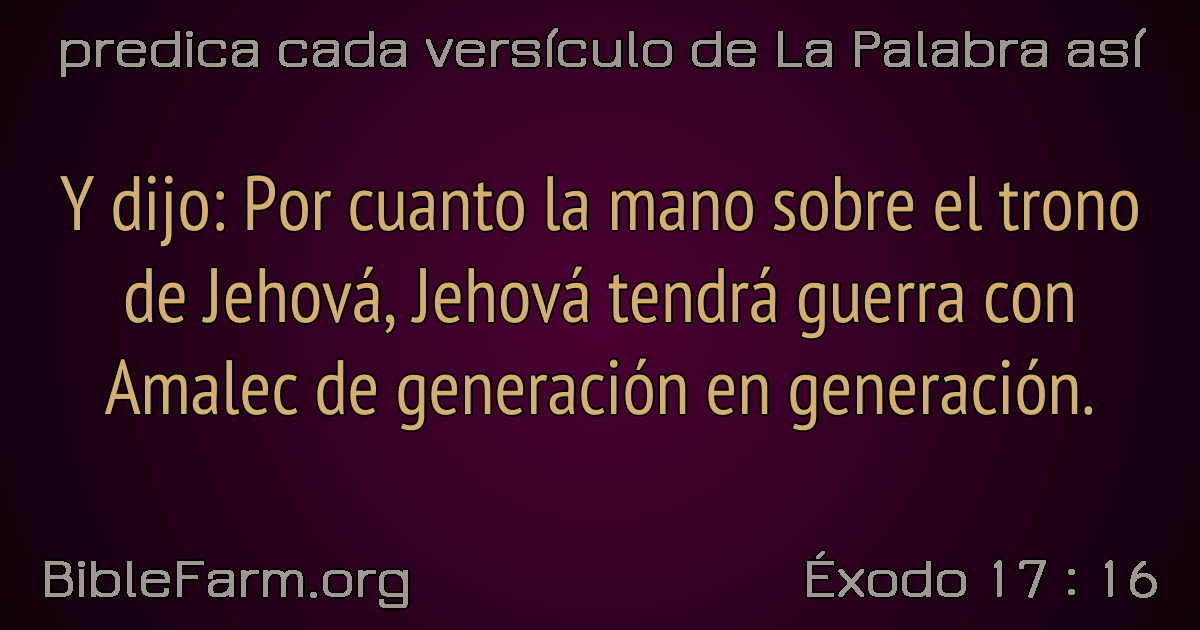 predica cada versículo de La Palabra así
Y dijo: Por cuanto la mano sobre el trono
de Jehová, Jehová tendrá guerra con
Amalec de generación en generación.
BibleFarm.org
Éxodo 17 : 16